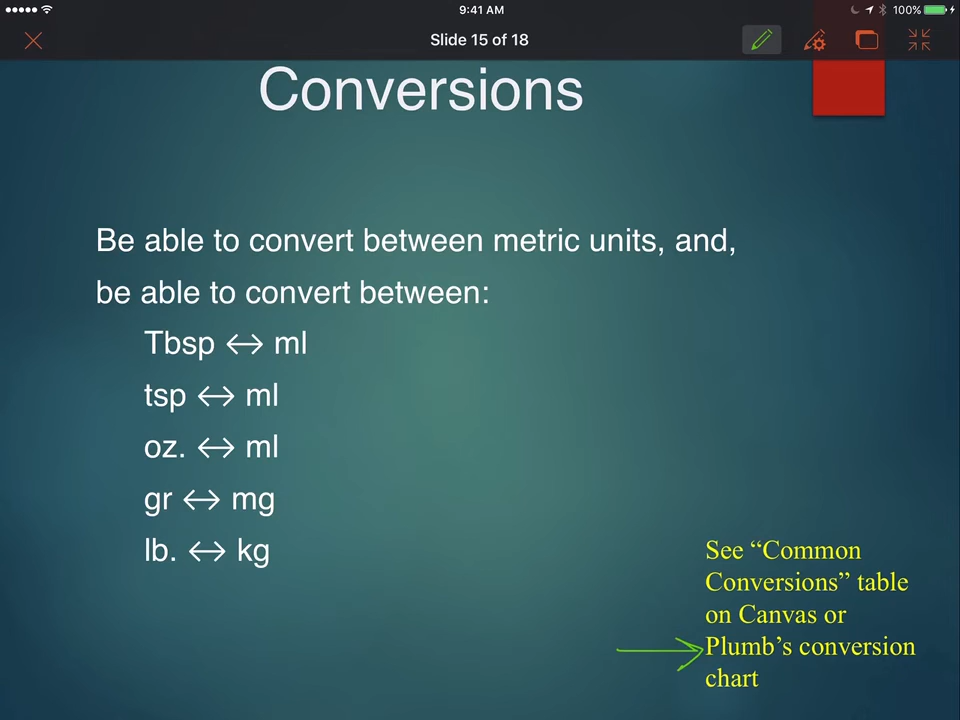 9:41 AM
100%
Slide 15 of 18
Conversions
Be able to convert between metric units, and,
be able to convert between:
Tbsp ↔ ml
tsp ↔ ml
oz. ↔ ml
gr ↔ mg
lb. ↔ kg
See “Common
Conversions” table
on Canvas or
Plumb’s conversion
chart